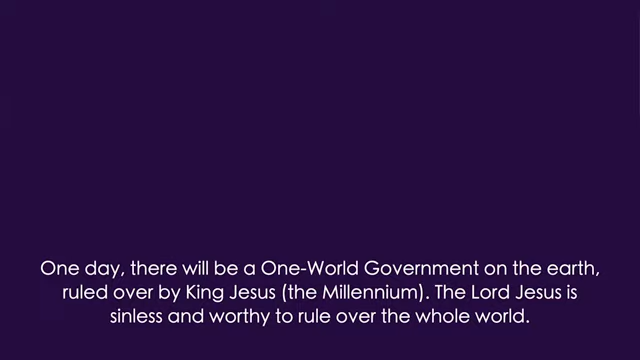 One day, there will be a One-World Government on the earth,
ruled over by King Jesus (the Millennium). The Lord Jesus is
sinless and worthy to rule over the whole world.